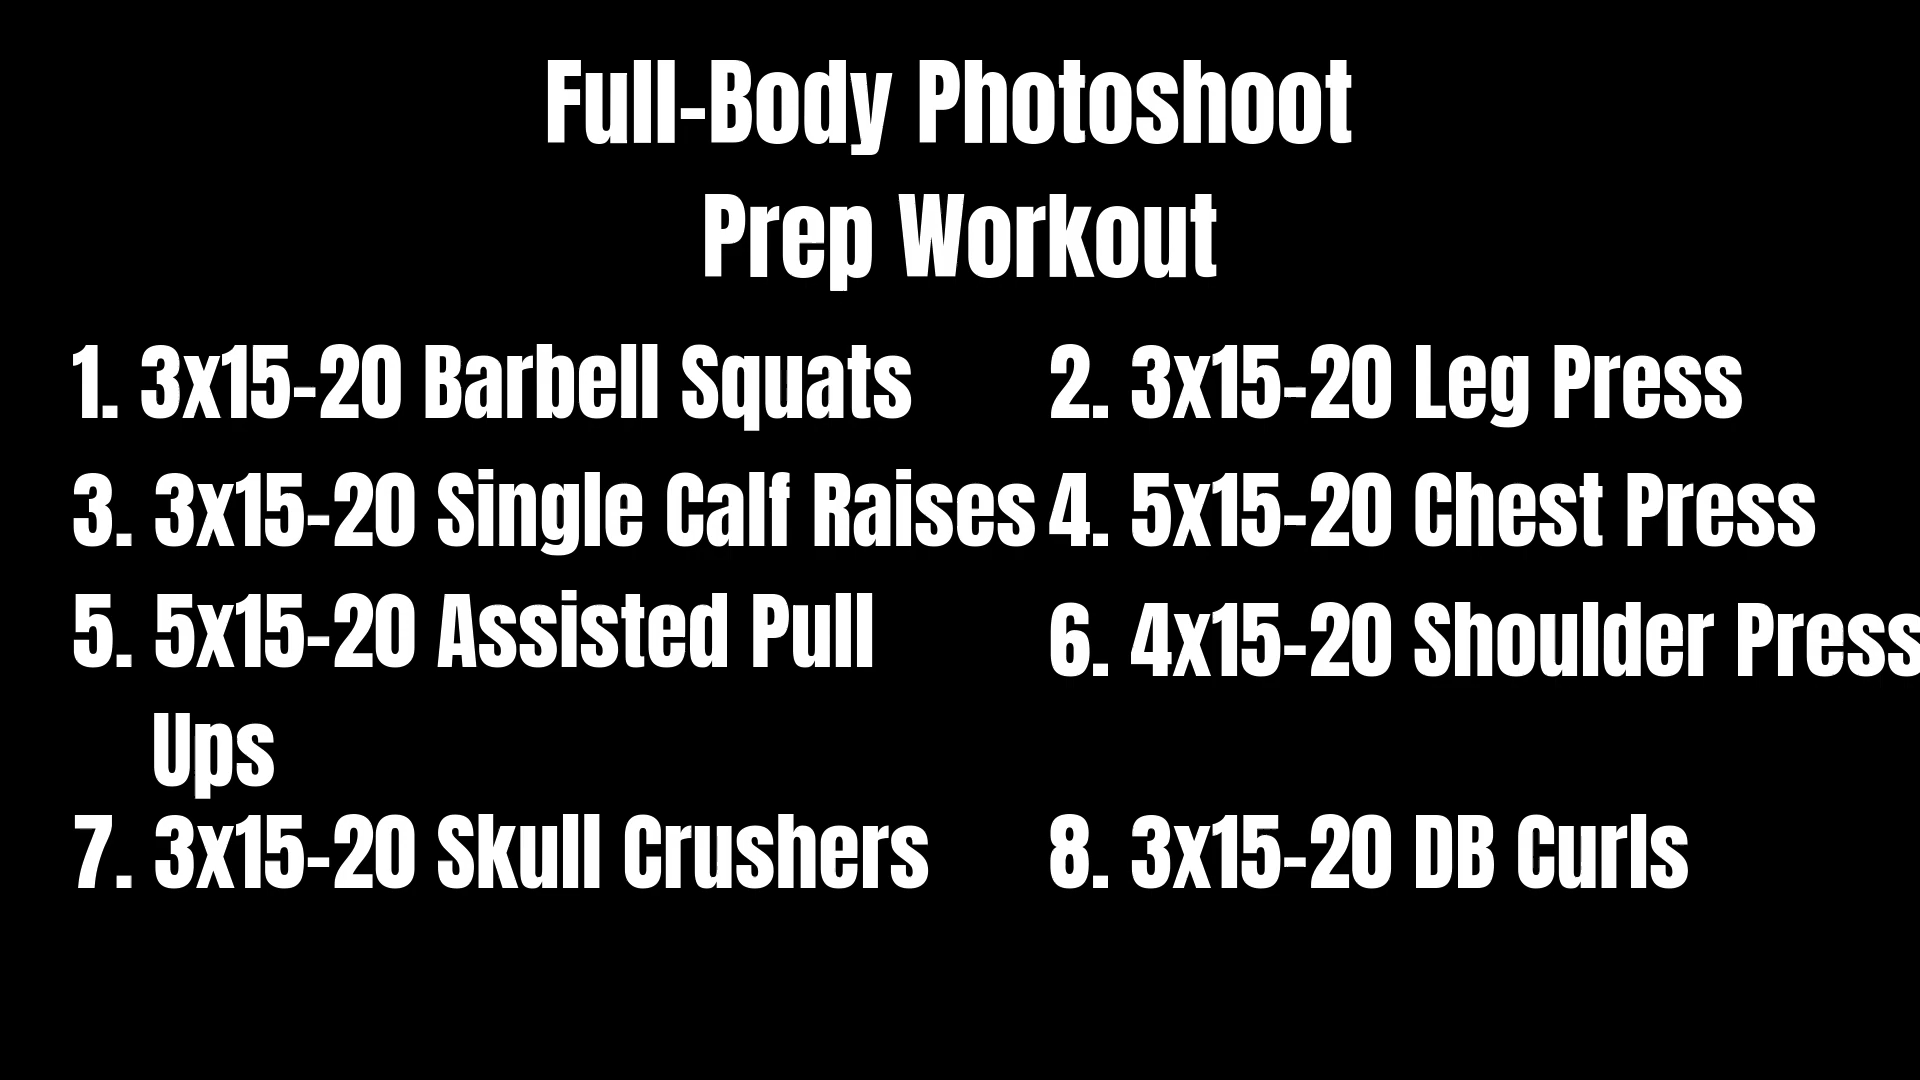 Full-Body Photoshoot
Prep Workout
1. 3x15-20 Barbell Squats
2. 3x15-20 Leg Press
3. 3x15-20 Single Calf Raises
4. 5x15-20 Chest Press
5. 5x15-20 Assisted Pull
Ups
6. 4x15-20 Shoulder Press
7. 3x15-20 Skull Crushers
8. 3x15-20 DB Curls